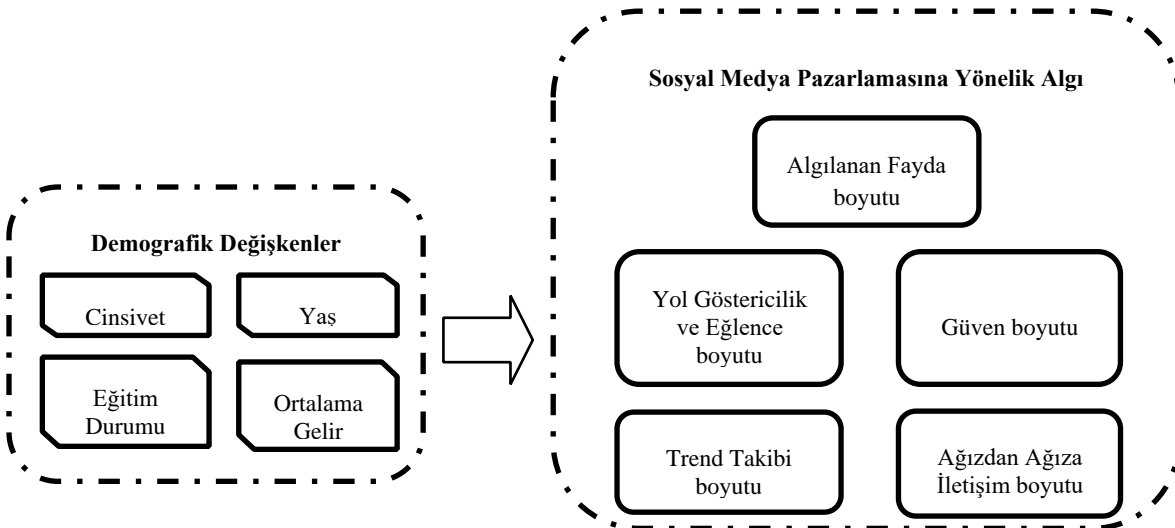 Sosyal Medya Pazarlamasına Yönelik Algı
Algılanan Fayda
boyutu
Demografik Değişkenler
Cinsiyet
Yaş
Yol Göstericilik
ve Eğlence
boyutu
Güven boyutu
Eğitim
Durumu
Ortalama
Gelir
Trend Takibi
boyutu
Ağızdan Ağıza
İletişim boyutu